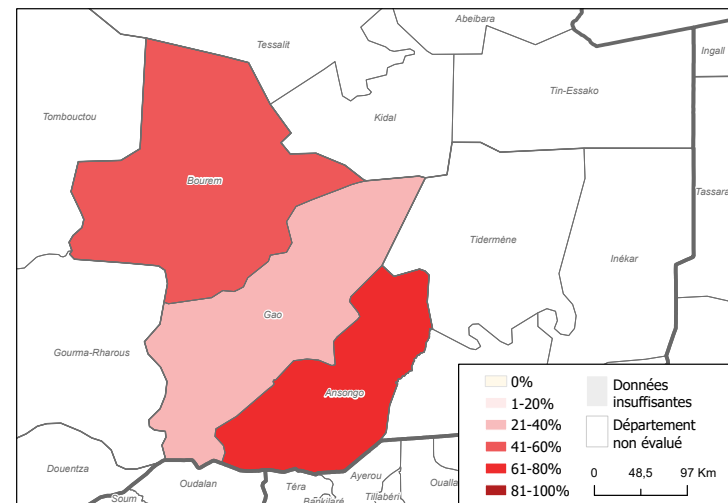 Abeibara
Tessalit
Ingall
Tin-Essako
Tombouctou
Kidal
Bourem
Tassara
Tidermène
Inékar
Gao
Gourma-Rharous
Ansongo
0%
1-20%
21-40%
41-60%
61-80%
81-100%
Données
insuffisantes
Département
non évalué
0 48,5 97 Km
Douentza
Soum
Oudalan
Téra
Bankilaré
Ayerou
Tillabéri
Oualla